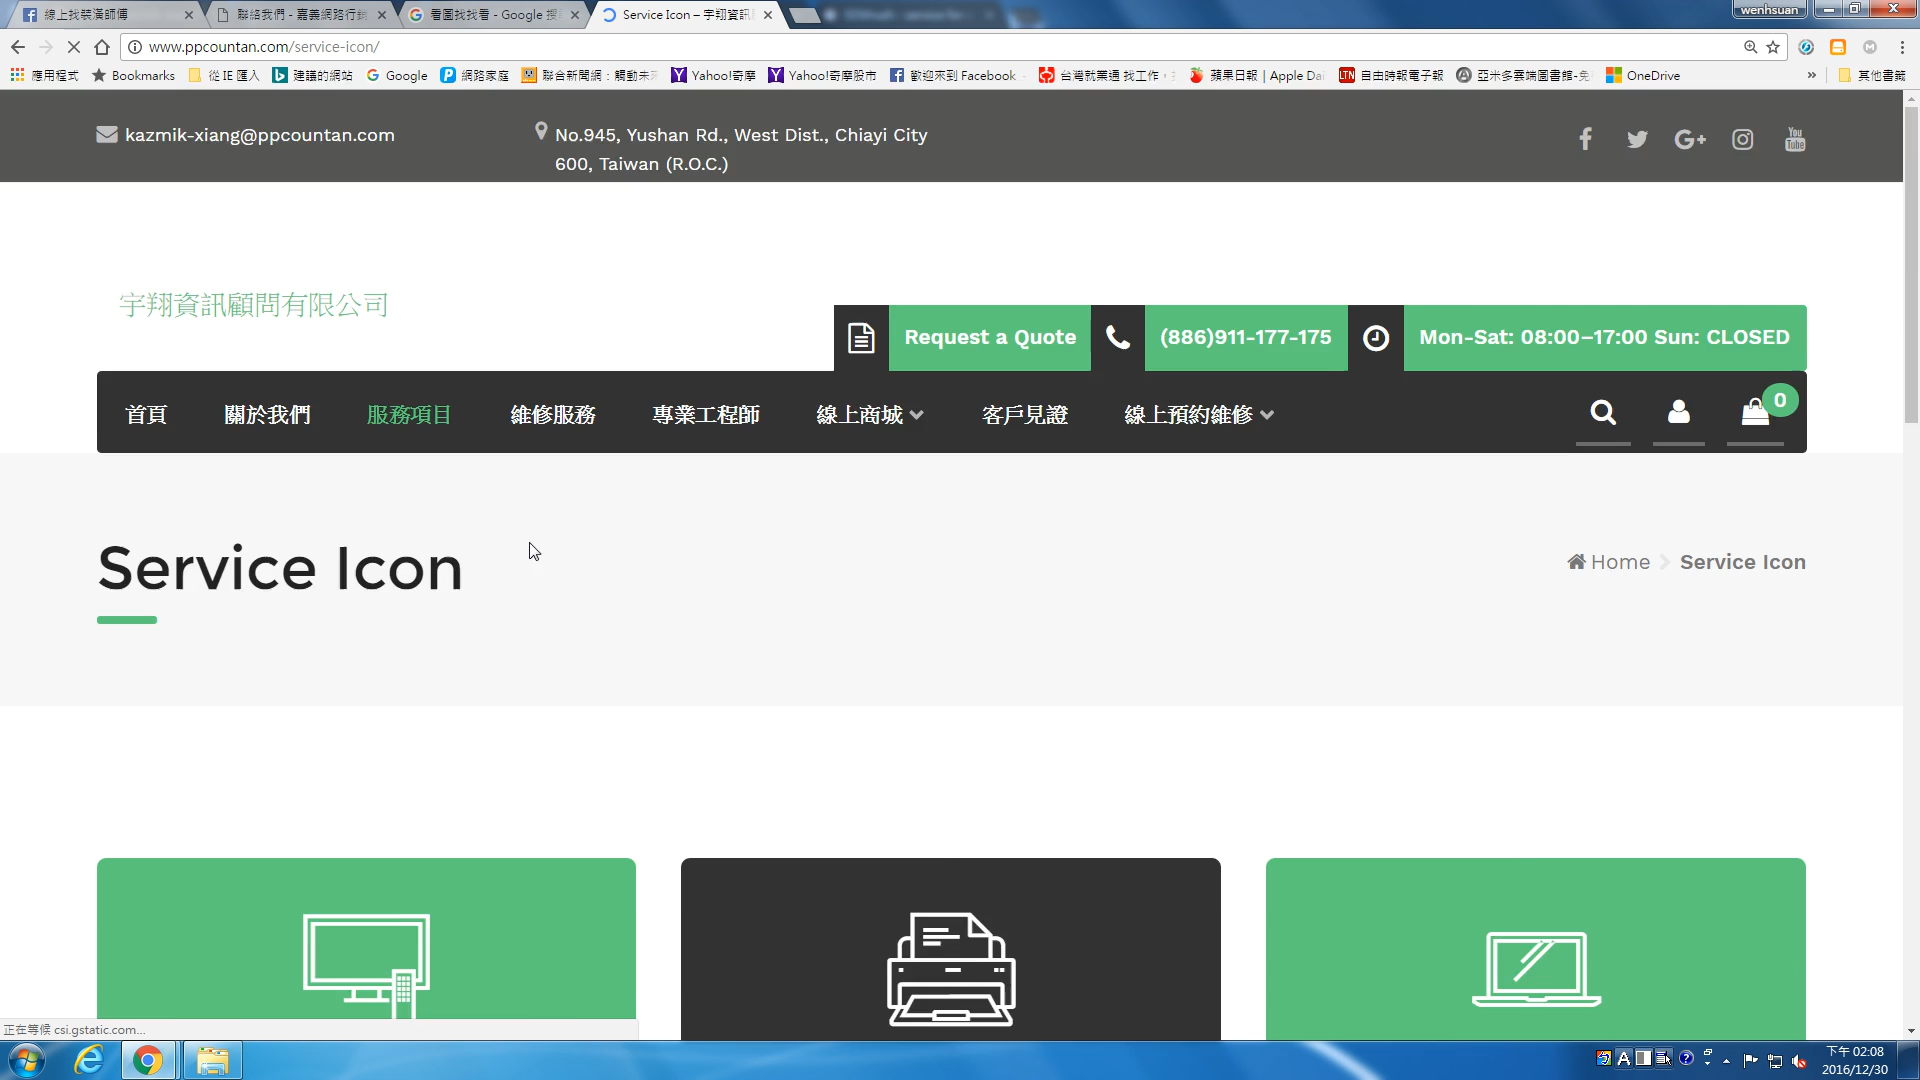 線上找裝潢師傅
聯絡我們 - 嘉義網路行銷
看圖找找看 - Google 搜
Service Icon – 宇翔資訊
wenhsuan
www.ppcountan.com/service-icon/
應用程式
Bookmarks
從 IE 匯入
建議的網站
Google
網路家庭
聯合新聞網：觸動未
Yahoo!奇摩
Yahoo!奇摩股市
歡迎來到 Facebook
台灣就業通 找工作，
蘋果日報 | Apple Dai
自由時報電子報
亞米多雲端圖書館-免
OneDrive
»
其他書籤
kazmik-xiang@ppcountan.com
No.945, Yushan Rd., West Dist., Chiayi City
600, Taiwan (R.O.C.)
宇翔資訊顧問有限公司
Request a Quote
(886)911-177-175
Mon-Sat: 08:00–17:00 Sun: CLOSED
首頁
關於我們
服務項目
維修服務
專業工程師
線上商城
客戶見證
線上預約維修
0
Service Icon
Home
Service Icon
正在等候 csi.gstatic.com...
下午 02:08
2016/12/30